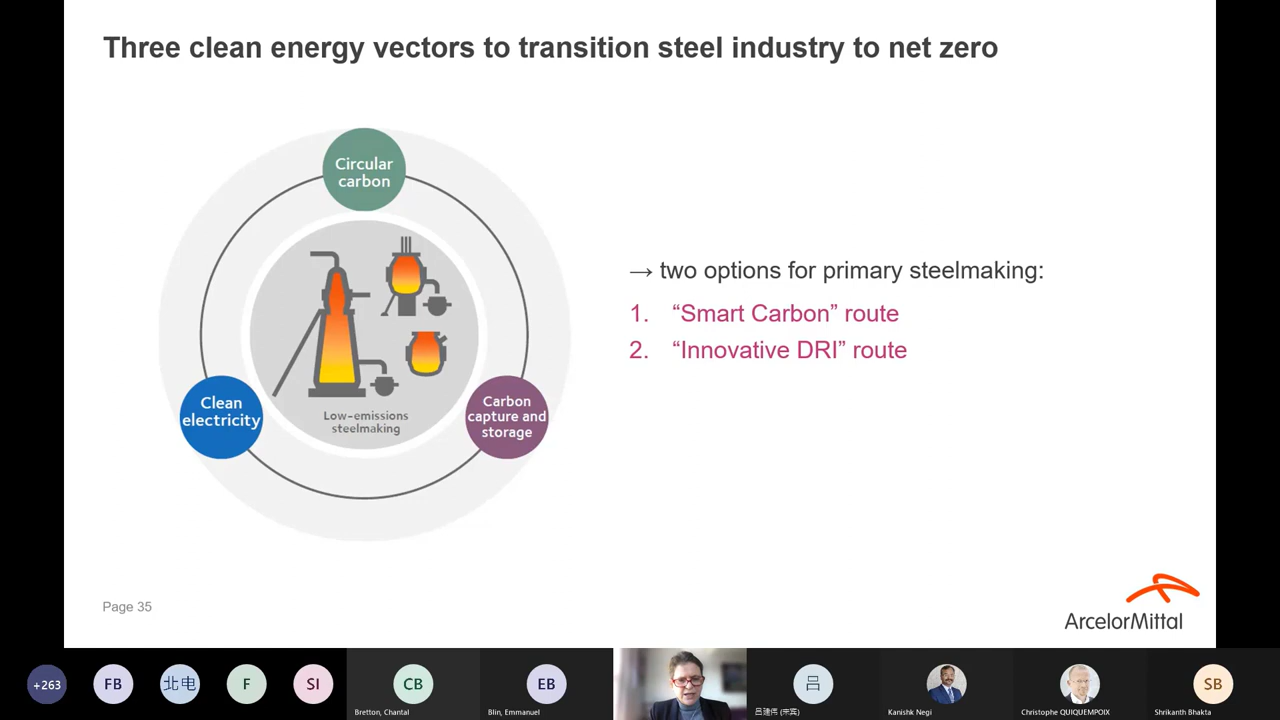 Three clean energy vectors to transition steel industry to net zero
Circular
carbon
Clean
electricity
Carbon
capture and
storage
Low-emissions
steelmaking
→ two options for primary steelmaking:
1. “Smart Carbon” route
2. “Innovative DRI” route
Page 35
ArcelorMittal
+263
FB
北电
F
SI
CB
Bretton, Chantal
EB
Blin, Emmanuel
吕
吕建伟 (宗宾)
Kanishk Negi
Christophe QUIQUEMPOIX
SB
Shrikanth Bhakta